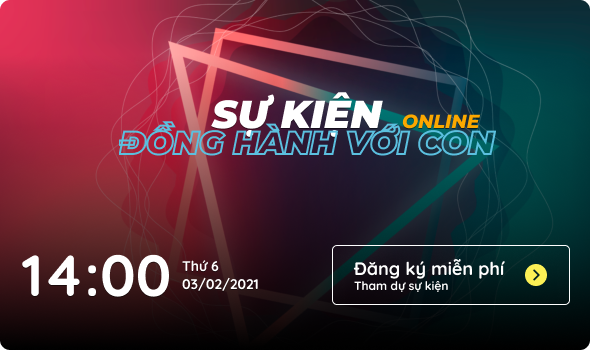 SỰ KIỆN ONLINE
ĐỒNG HÀNH VỚI CON
14:00
Thứ 6
03/02/2021
Đăng ký miễn phí
Tham dự sự kiện